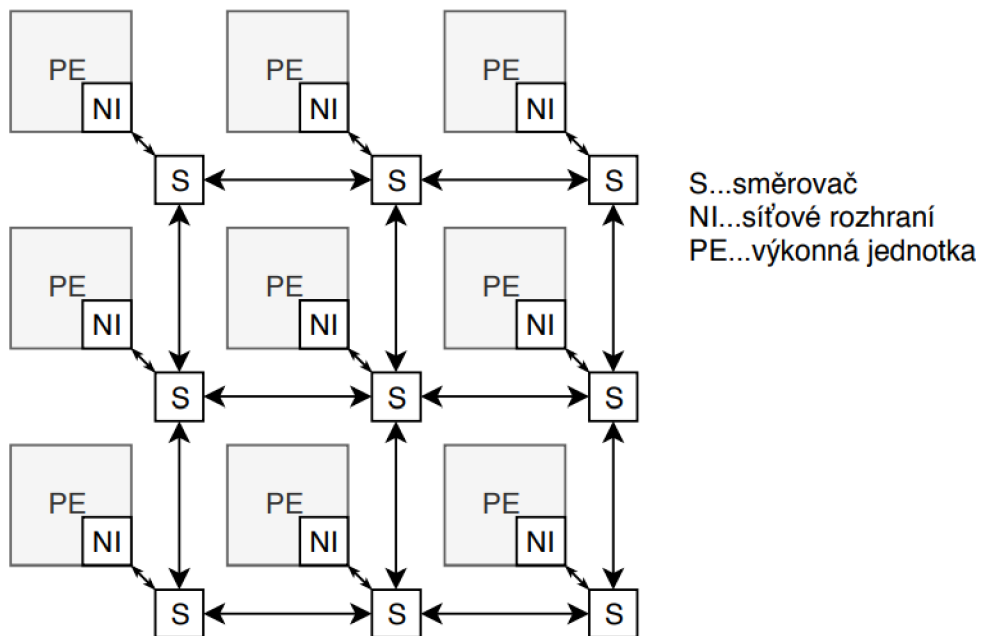 PE PE PE
NI NI NI
S S S
S...směrovač
NI...síťové rozhraní
PE...výkonná jednotka
PE PE PE
NI NI NI
S S S
PE PE PE
NI NI NI
S S S